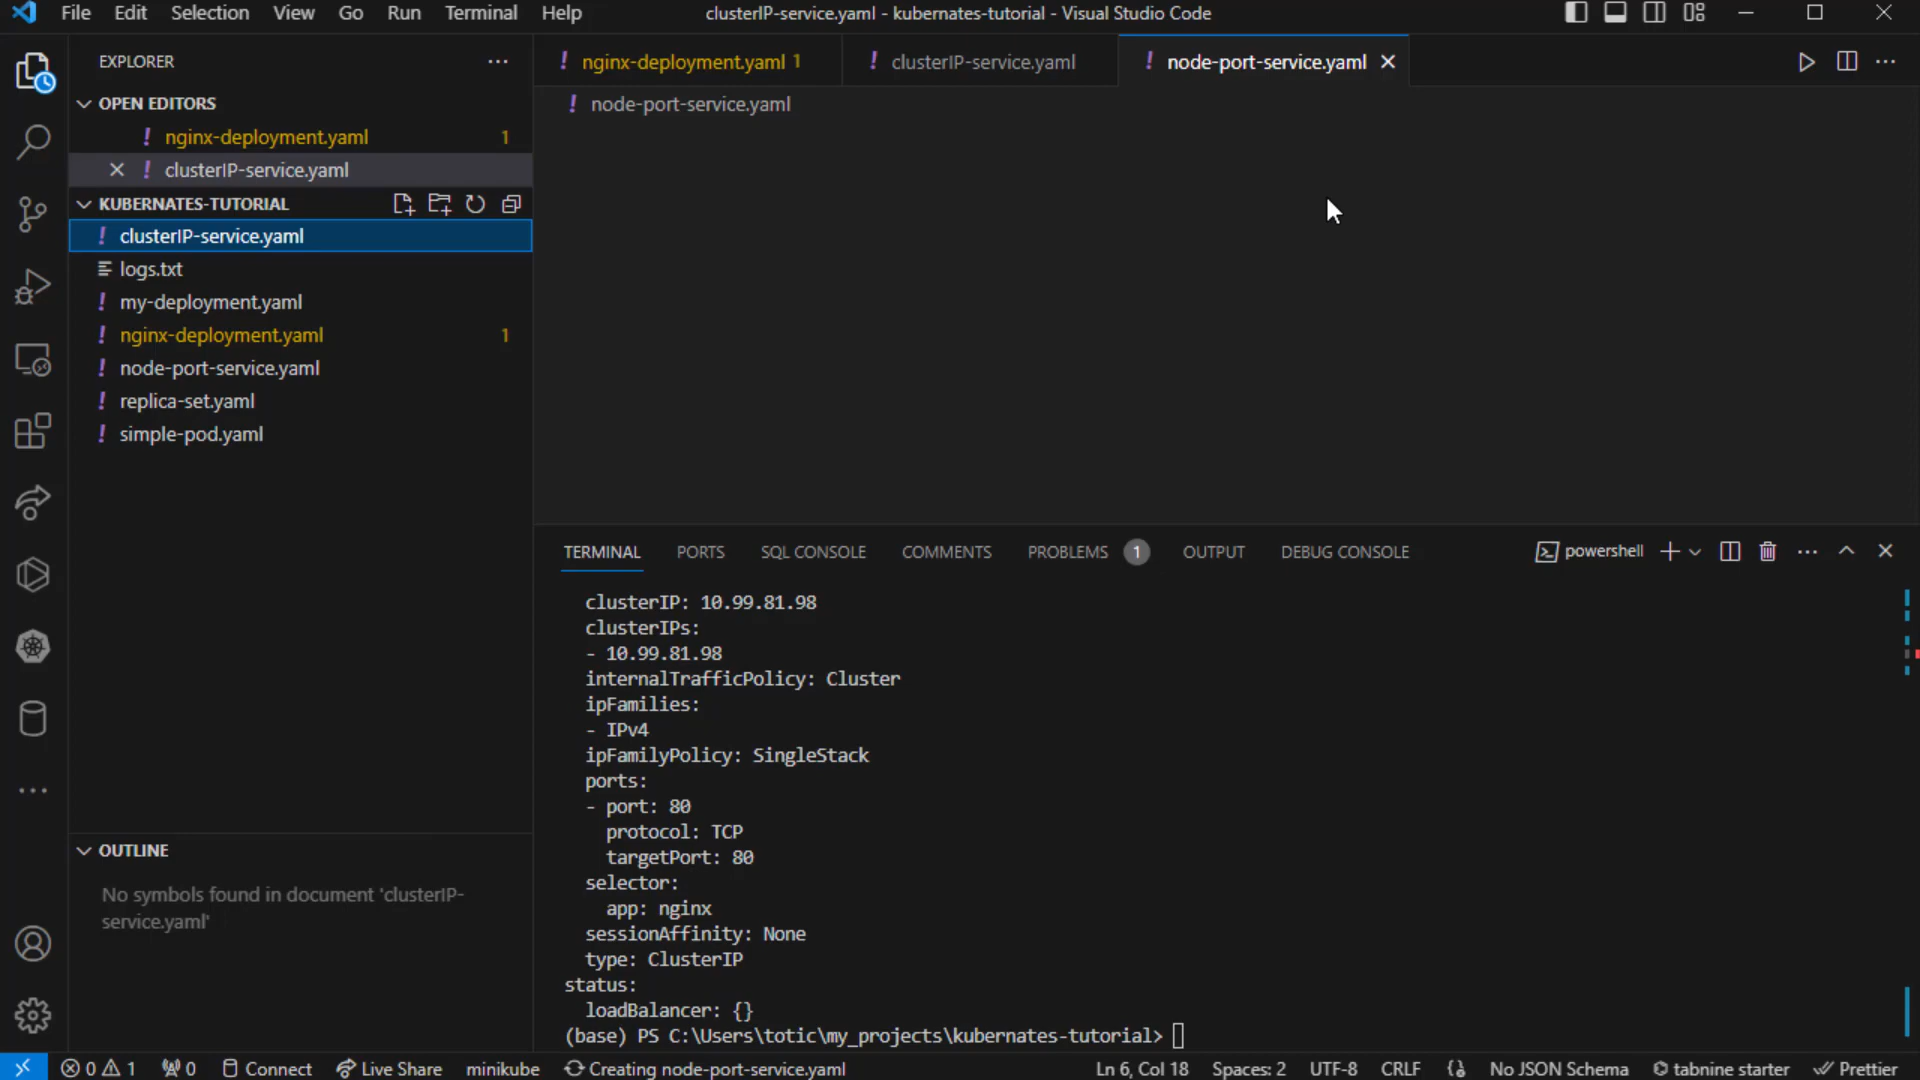 File Edit Selection View Go Run Terminal Help clusterIP-service.yaml - kubernates-tutorial - Visual Studio Code
EXPLORER
OPEN EDITORS
nginx-deployment.yaml 1
clusterIP-service.yaml
KUBERNATES-TUTORIAL
clusterIP-service.yaml
logs.txt
my-deployment.yaml
nginx-deployment.yaml 1
node-port-service.yaml
replica-set.yaml
simple-pod.yaml
OUTLINE
No symbols found in document 'clusterIP-
service.yaml'
nginx-deployment.yaml 1 clusterIP-service.yaml node-port-service.yaml
node-port-service.yaml
TERMINAL PORTS SQL CONSOLE COMMENTS PROBLEMS 1 OUTPUT DEBUG CONSOLE powershell
clusterIP: 10.99.81.98
clusterIPs:
- 10.99.81.98
internalTrafficPolicy: Cluster
ipFamilies:
- IPv4
ipFamilyPolicy: SingleStack
ports:
- port: 80
protocol: TCP
targetPort: 80
selector:
app: nginx
sessionAffinity: None
type: ClusterIP
status:
loadBalancer: {}
(base) PS C:\Users\totic\my_projects\kubernates-tutorial>
0 1 0 Connect Live Share minikube Creating node-port-service.yaml Ln 6, Col 18 Spaces: 2 UTF-8 CRLF No JSON Schema tabnine starter Prettier